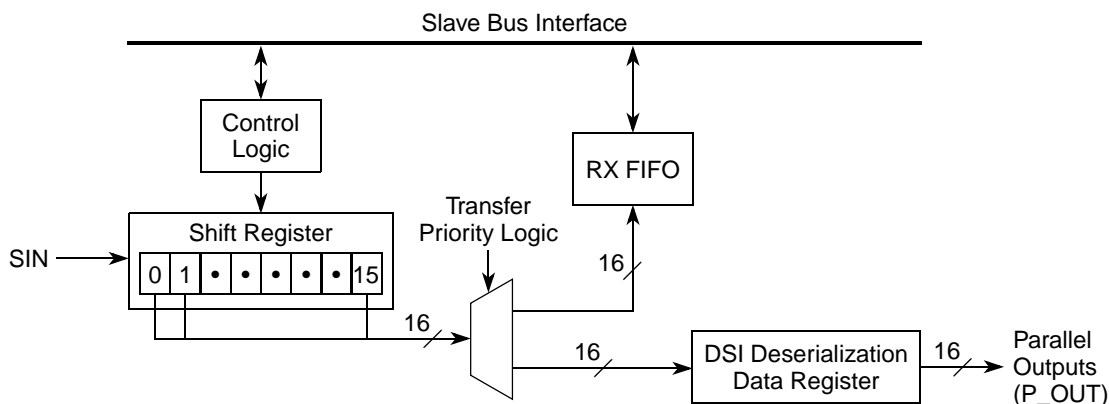 Slave Bus Interface
Control
Logic
RX FIFO
Transfer
Priority Logic
Shift Register
SIN
0 1 • • • • • 15
16
16
16
DSI Deserialization
Data Register
16
Parallel
Outputs
(P_OUT)